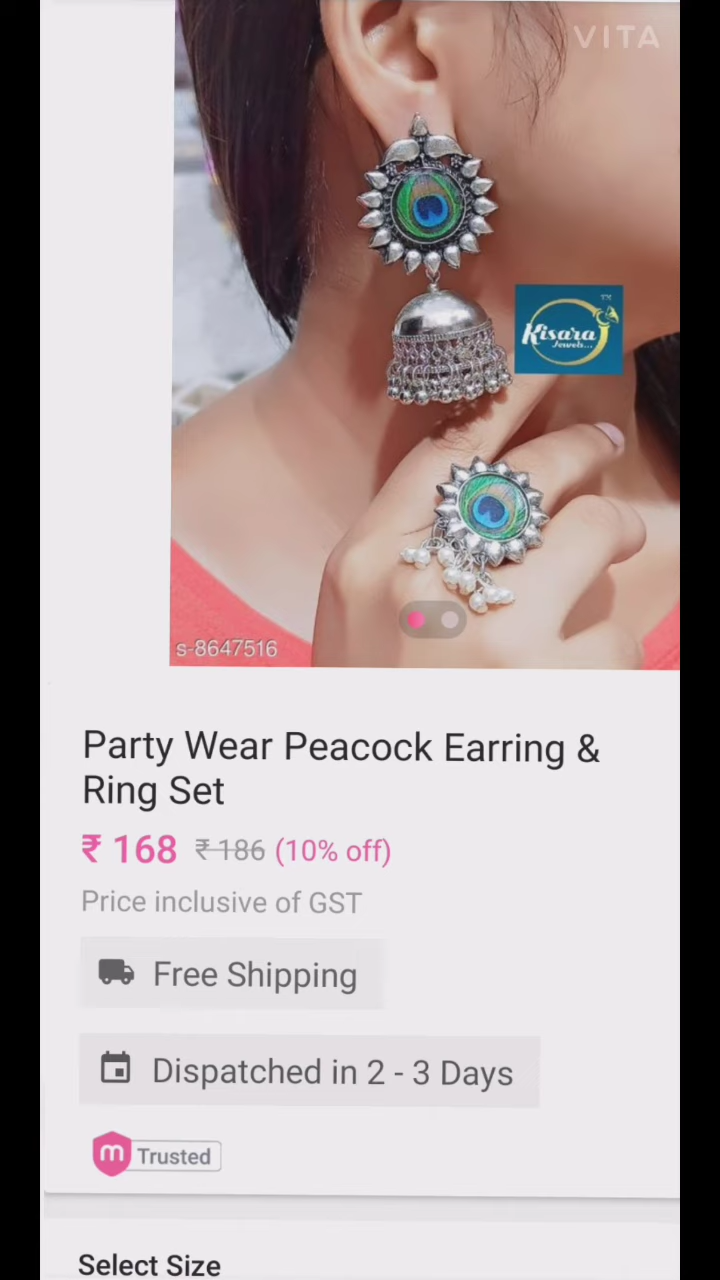 VITA
TM
Kisara
Jewels...
s-8647516
Party Wear Peacock Earring &
Ring Set
₹ 168 ₹ 186 (10% off)
Price inclusive of GST
Free Shipping
Dispatched in 2 - 3 Days
m Trusted
Select Size